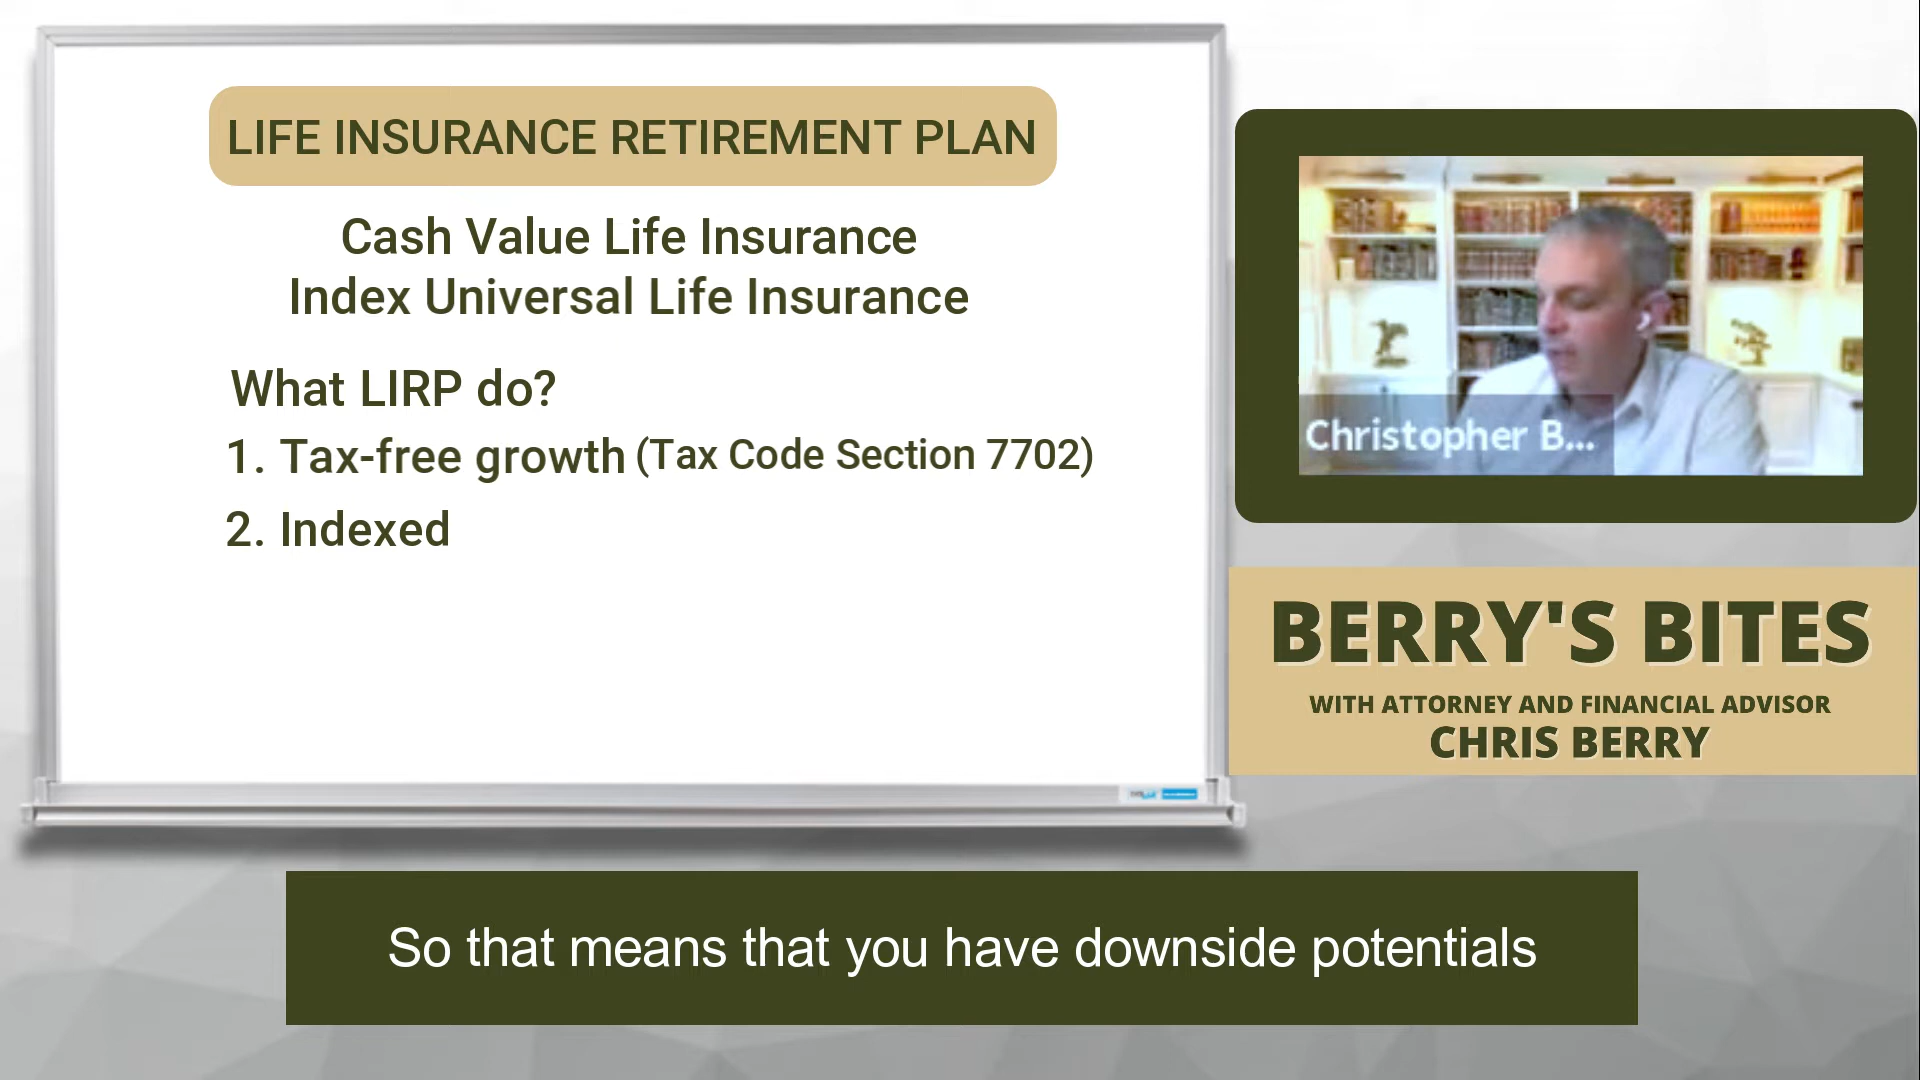 LIFE INSURANCE RETIREMENT PLAN
Cash Value Life Insurance
Index Universal Life Insurance
What LIRP do?
1. Tax-free growth (Tax Code Section 7702)
2. Indexed
Christopher B...
BERRY'S BITES
WITH ATTORNEY AND FINANCIAL ADVISOR
CHRIS BERRY
So that means that you have downside potentials